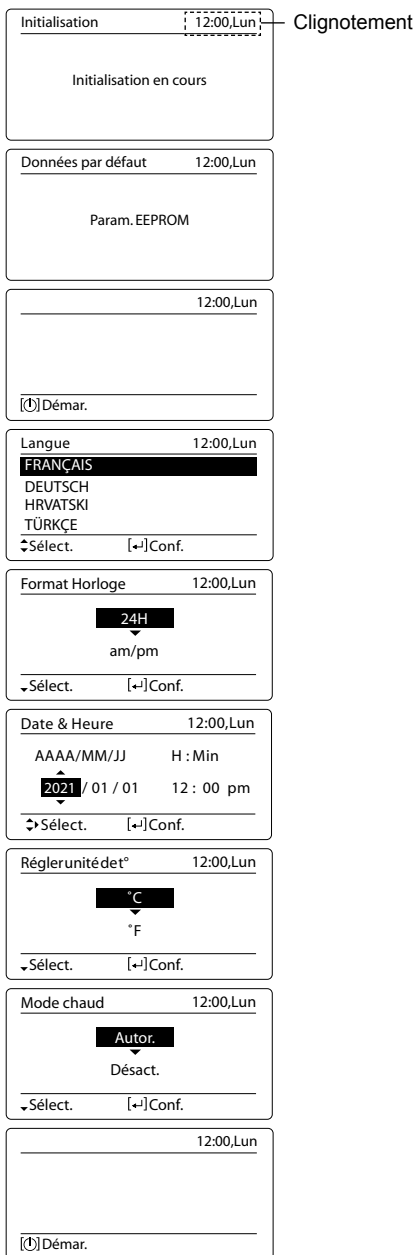 Initialisation 12:00,Lun Clignotement
Initialisation en cours
Données par défaut 12:00,Lun
Param. EEPROM
12:00,Lun
[⏻] Démar.
Langue 12:00,Lun
FRANÇAIS
DEUTSCH
HRVATSKI
TÜRKÇE
Sélect. [↵]Conf.
Format Horloge 12:00,Lun
24H
am/pm
Sélect. [↵]Conf.
Date & Heure 12:00,Lun
AAAA/MM/JJ H : Min
2021 / 01 / 01 12 : 00 pm
Sélect. [↵]Conf.
Régler unité de t° 12:00,Lun
˚C
˚F
Sélect. [↵]Conf.
Mode chaud 12:00,Lun
Autor.
Désact.
Sélect. [↵]Conf.
12:00,Lun
[⏻] Démar.